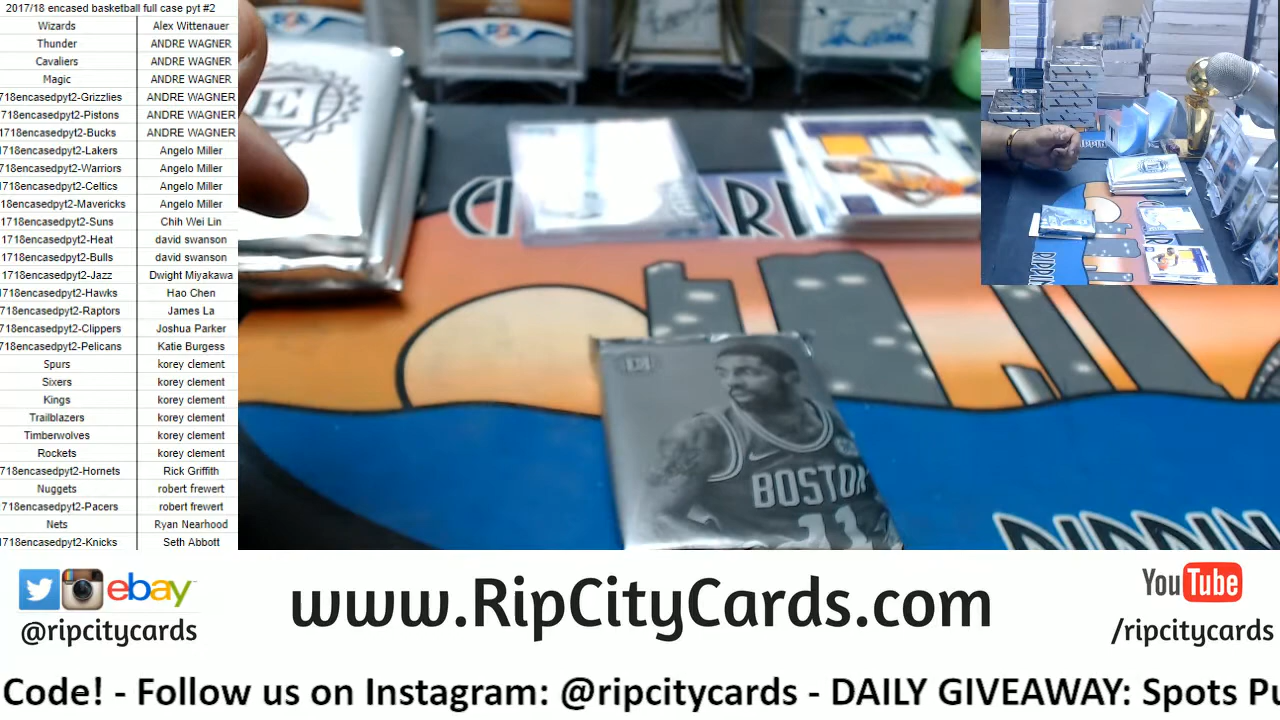 2017/18 encased basketball full case pyt #2
Wizards Alex Wittenauer
Thunder ANDRE WAGNER
Cavaliers ANDRE WAGNER
Magic ANDRE WAGNER
718encasedpyt2-Grizzlies ANDRE WAGNER
1718encasedpyt2-Pistons ANDRE WAGNER
718encasedpyt2-Bucks ANDRE WAGNER
1718encasedpyt2-Lakers Angelo Miller
718encasedpyt2-Warriors Angelo Miller
1718encasedpyt2-Celtics Angelo Miller
718encasedpyt2-Mavericks Angelo Miller
1718encasedpyt2-Suns Chih Wei Lin
1718encasedpyt2-Heat david swanson
1718encasedpyt2-Bulls david swanson
1718encasedpyt2-Jazz Dwight Miyakawa
718encasedpyt2-Hawks Hao Chen
718encasedpyt2-Raptors James La
718encasedpyt2-Clippers Joshua Parker
718encasedpyt2-Pelicans Katie Burgess
Spurs korey clement
Sixers korey clement
Kings korey clement
Trailblazers korey clement
Timberwolves korey clement
Rockets korey clement
718encasedpyt2-Hornets Rick Griffith
Nuggets robert frewert
718encasedpyt2-Pacers robert frewert
Nets Ryan Nearhood
1718encasedpyt2-Knicks Seth Abbott
BOSTON
11
RIPPIN
ebay
@ripcitycards
www.RipCityCards.com
YouTube
/ripcitycards
Code! - Follow us on Instagram: @ripcitycards - DAILY GIVEAWAY: Spots Pu